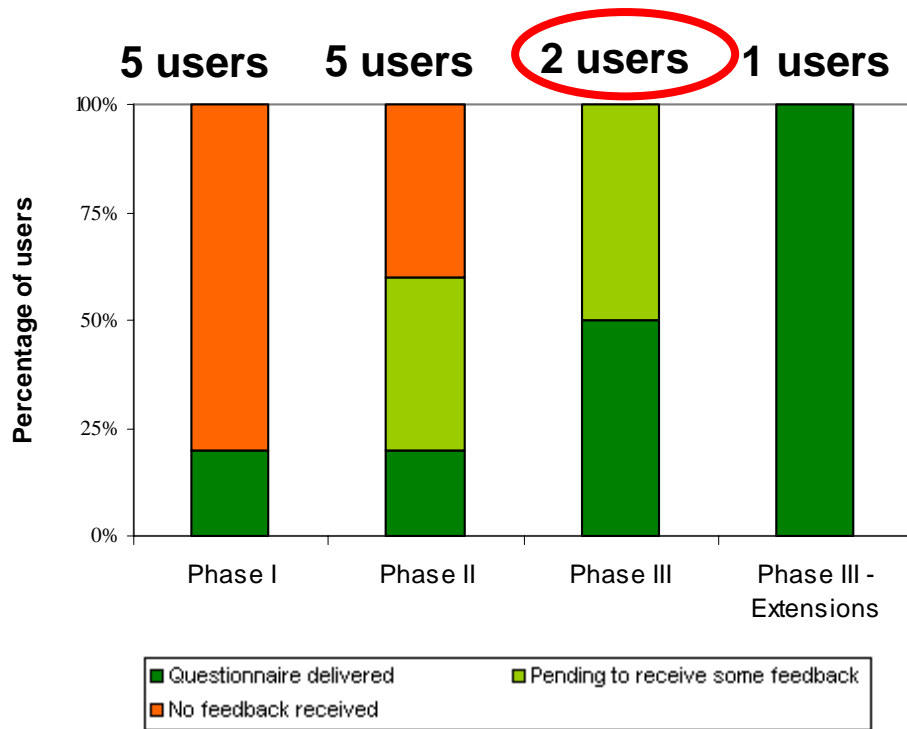 5 users 5 users 2 users 1 users
100%
75%
50%
25%
0%
Percentage of users
Phase I Phase II Phase III Phase III -
Extensions
Questionnaire delivered Pending to receive some feedback
No feedback received